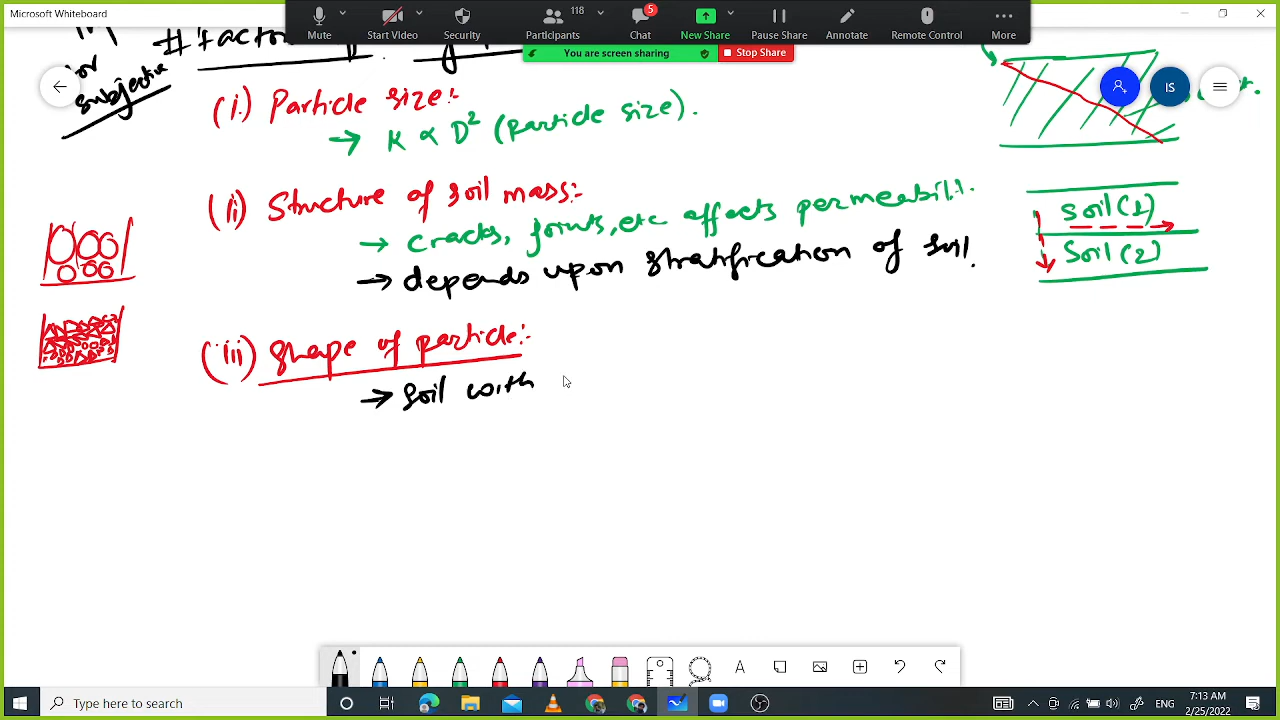 Microsoft Whiteboard
118
5
Mute
Start Video
Security
Participants
Chat
New Share
Pause Share
Annotate
Remote Control
More
You are screen sharing
Stop Share
or
subjective
IS
(i.) Particle size:-
→ K ∝ D² (particle size).
(ii) Structure of soil mass:-
→ cracks, joints, etc affects permeability.
→ depends upon stratification of soil.
soil(1)
soil(2)
(iii) Shape of particle:-
→ Soil with
A
Type here to search
ENG
7:13 AM
2/25/2022